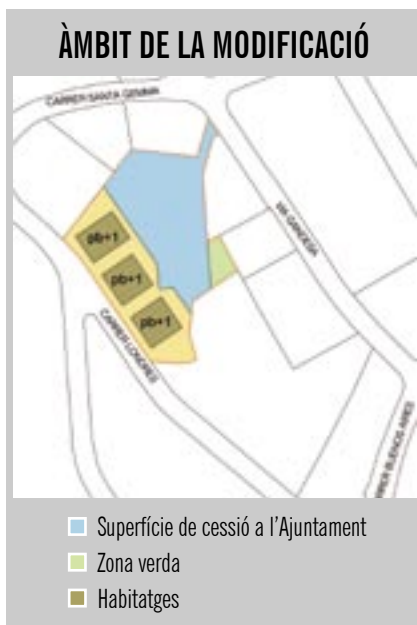 ÀMBIT DE LA MODIFICACIÓ
CARRER SANTA GEMMA
VIA GANDESA
pb+1
pb+1
pb+1
CARRER LONDRES
CARRER BUENOS AIRES
Superfície de cessió a l'Ajuntament
Zona verda
Habitatges